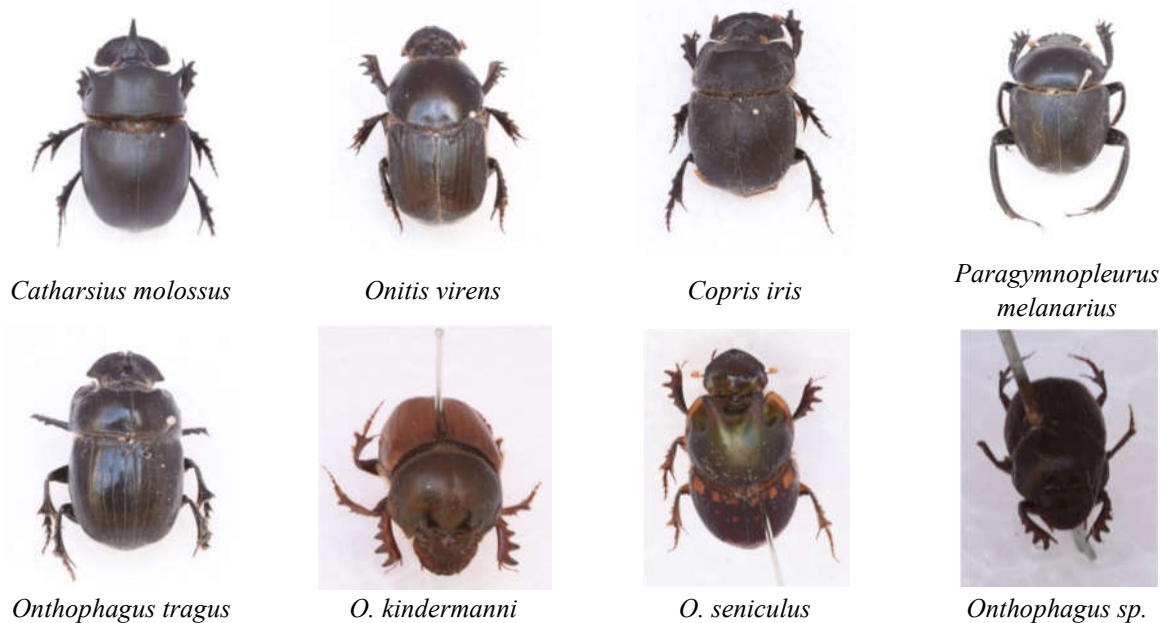 Catharsius molossus
Onitis virens
Copris iris
Paragymnopleurus
melanarius
Onthophagus tragus
O. kindermanni
O. seniculus
Onthophagus sp.